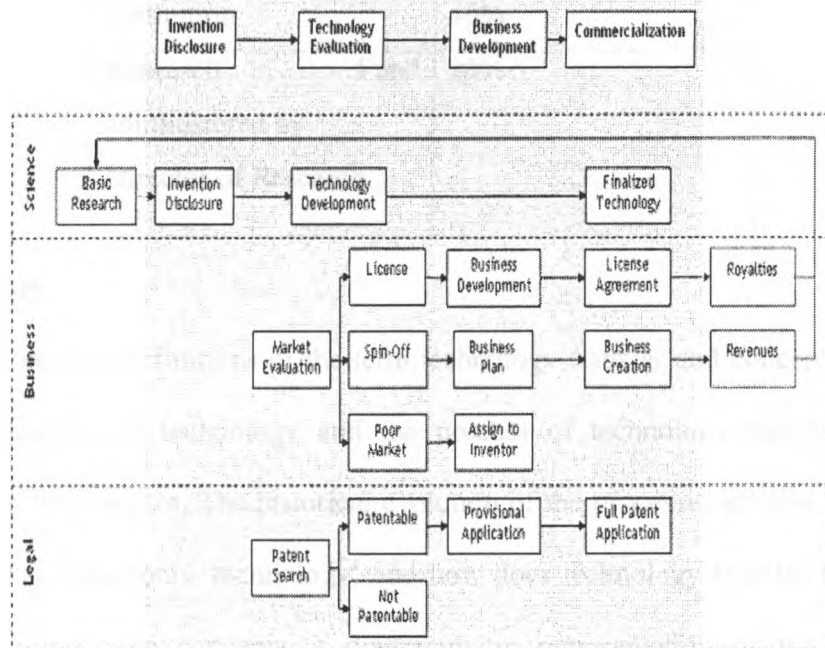 Invention
Disclosure
Technology
Evaluation
Business
Development
Commercialization
Science
Basic
Research
Invention
Disclosure
Technology
Development
Finalized
Technology
Business
Market
Evaluation
License
Business
Development
License
Agreement
Royalties
Spin-Off
Business
Plan
Business
Creation
Revenues
Poor
Market
Assign to
Inventor
Legal
Patent
Search
Patentable
Provisional
Application
Full Patent
Application
Not
Patentable